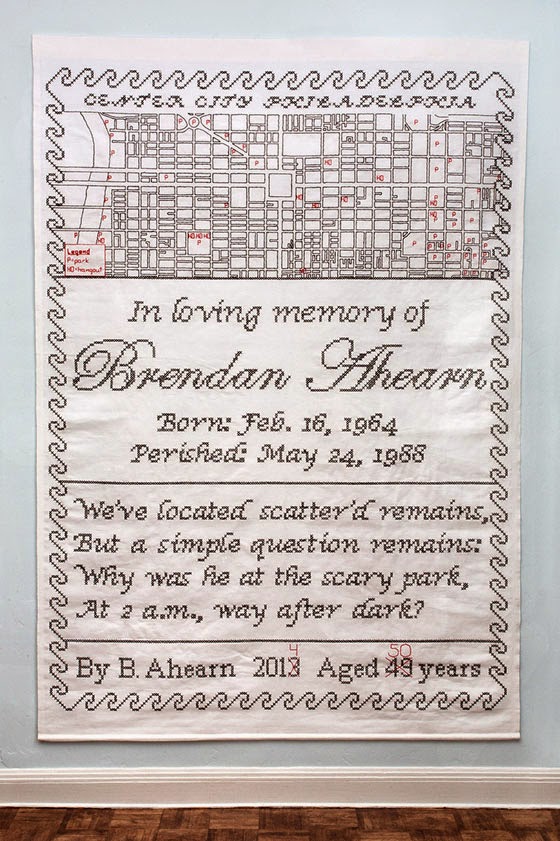 CENTER CITY PHILADELPHIA
Legend
P=park
HO=hangout
In loving memory of
Brendan Ahearn
Born: Feb. 16, 1964
Perished: May 24, 1988
We've located scatter'd remains,
But a simple question remains:
Why was he at the scary park,
At 2 a.m., way after dark?
4 50
By B. Ahearn 2013 Aged 49 years